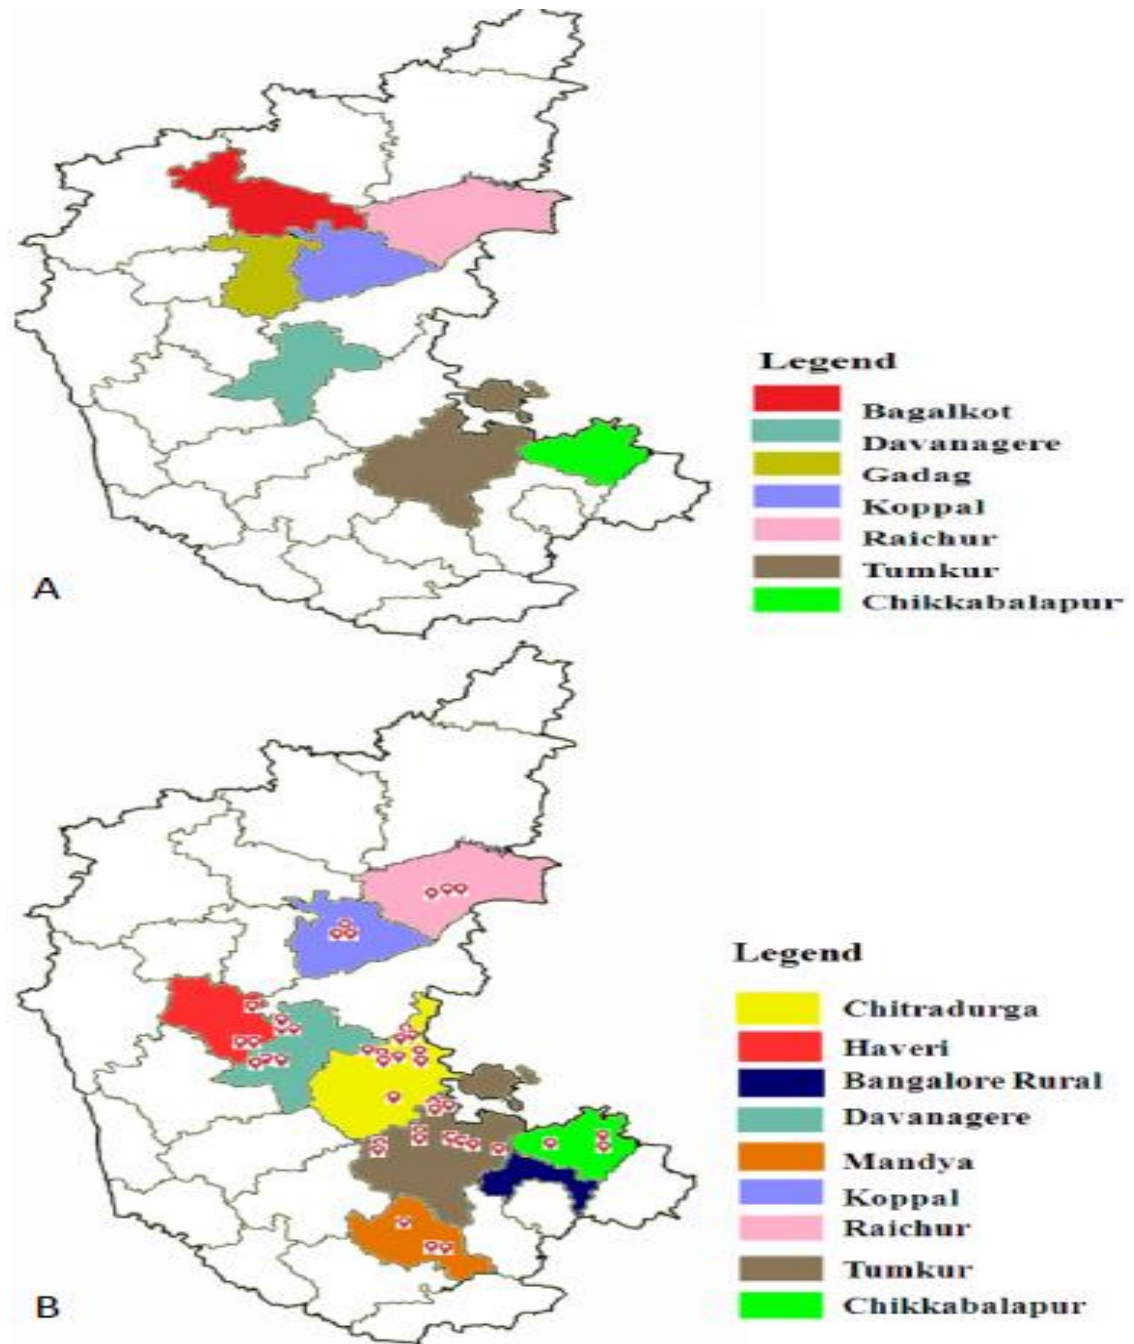 Legend
Bagalkot
Davanagere
Gadag
Koppal
Raichur
Tumkur
Chikkabalapur
A
Legend
Chitradurga
Haveri
Bangalore Rural
Davanagere
Mandya
Koppal
Raichur
Tumkur
Chikkabalapur
B